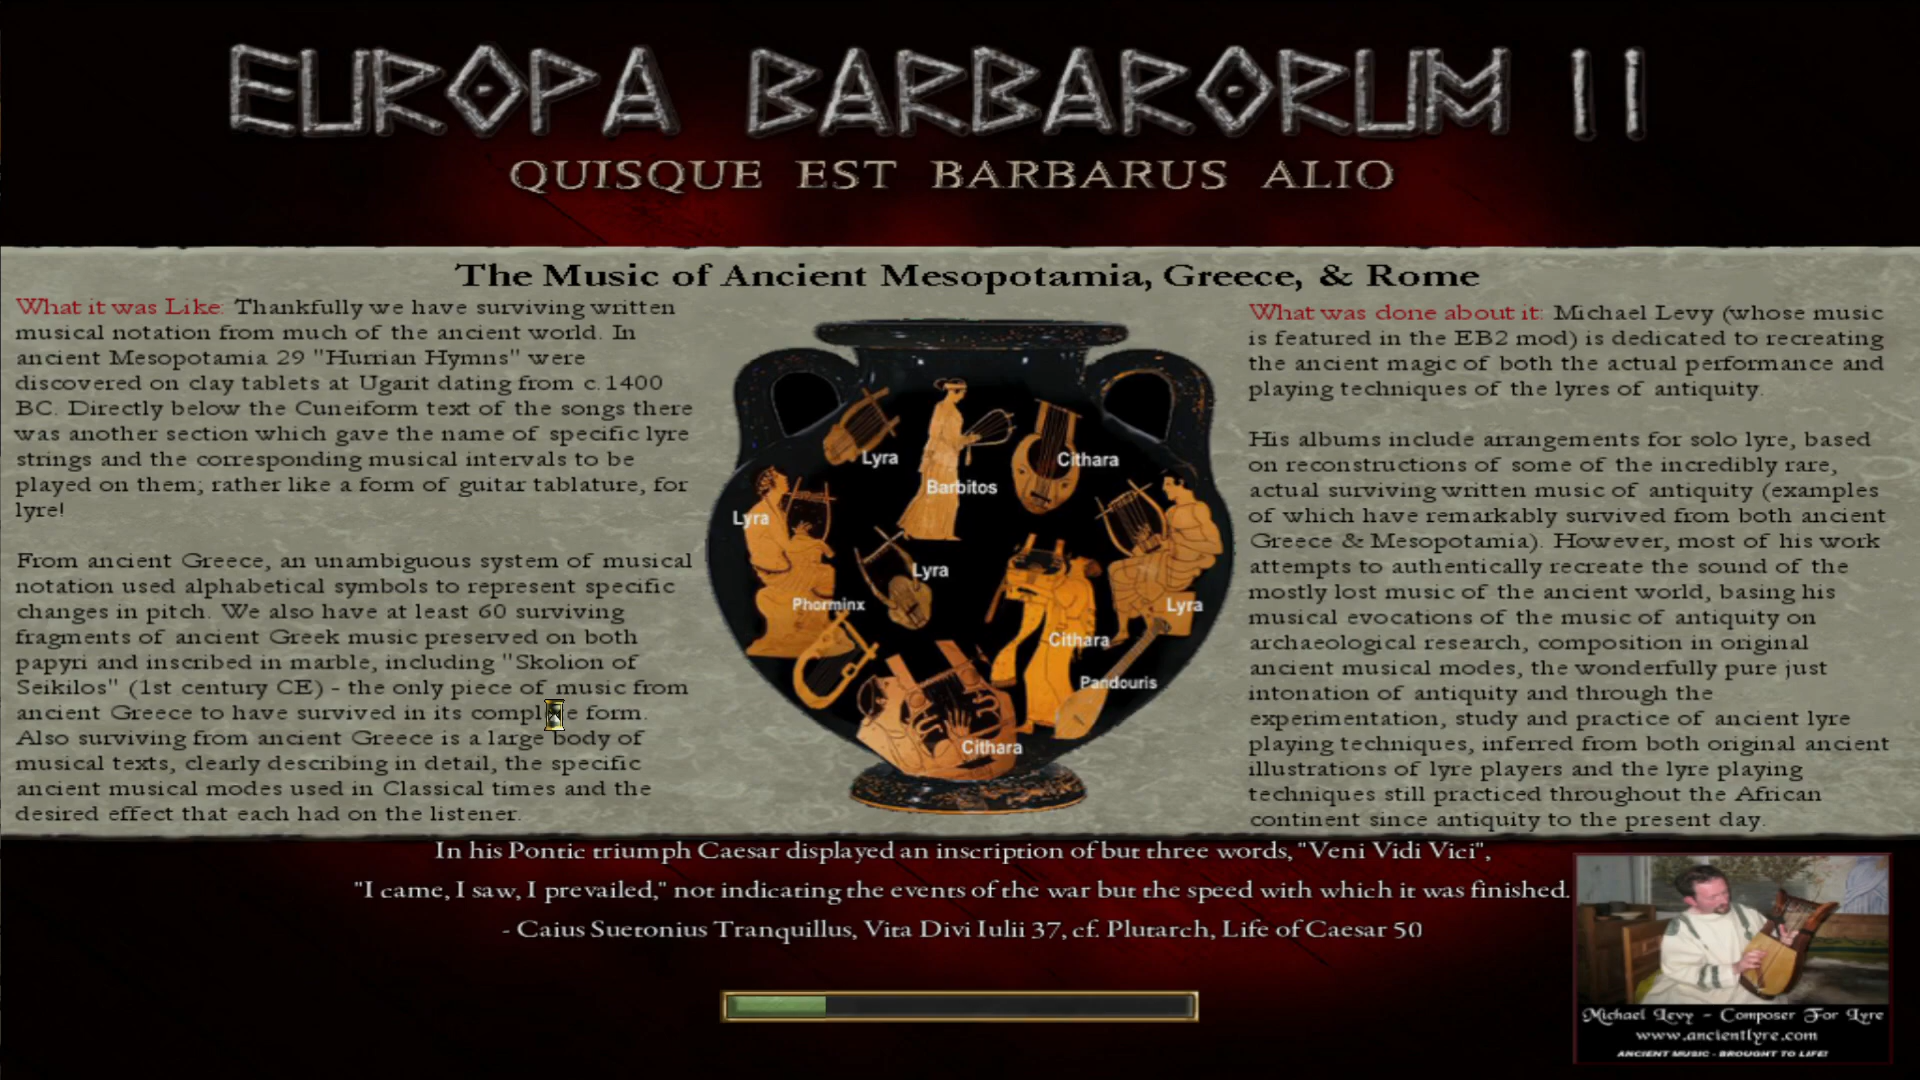 EUROPA BARBARORUM II
QUISQUE EST BARBARUS ALIO
The Music of Ancient Mesopotamia, Greece, & Rome
What it was Like: Thankfully we have surviving written
musical notation from much of the ancient world. In
ancient Mesopotamia 29 "Hurrian Hymns" were
discovered on clay tablets at Ugarit dating from c.1400
BC. Directly below the Cuneiform text of the songs there
was another section which gave the name of specific lyre
strings and the corresponding musical intervals to be
played on them; rather like a form of guitar tablature, for
lyre!
From ancient Greece, an unambiguous system of musical
notation used alphabetical symbols to represent specific
changes in pitch. We also have at least 60 surviving
fragments of ancient Greek music preserved on both
papyri and inscribed in marble, including "Skolion of
Seikilos" (1st century CE) - the only piece of music from
ancient Greece to have survived in its complete form.
Also surviving from ancient Greece is a large body of
musical texts, clearly describing in detail, the specific
ancient musical modes used in Classical times and the
desired effect that each had on the listener.
Lyra
Barbitos
Cithara
Lyra
Lyra
Phorminx
Lyra
Cithara
Pandouris
Cithara
What was done about it: Michael Levy (whose music
is featured in the EB2 mod) is dedicated to recreating
the ancient magic of both the actual performance and
playing techniques of the lyres of antiquity.
His albums include arrangements for solo lyre, based
on reconstructions of some of the incredibly rare,
actual surviving written music of antiquity (examples
of which have remarkably survived from both ancient
Greece & Mesopotamia). However, most of his work
attempts to authentically recreate the sound of the
mostly lost music of the ancient world, basing his
musical evocations of the music of antiquity on
archaeological research, composition in original
ancient musical modes, the wonderfully pure just
intonation of antiquity and through the
experimentation, study and practice of ancient lyre
playing techniques, inferred from both original ancient
illustrations of lyre players and the lyre playing
techniques still practiced throughout the African
continent since antiquity to the present day.
In his Pontic triumph Caesar displayed an inscription of but three words, "Veni Vidi Vici",
"I came, I saw, I prevailed," not indicating the events of the war but the speed with which it was finished.
- Caius Suetonius Tranquillus, Vita Divi Iulii 37, cf. Plutarch, Life of Caesar 50
Michael Levy - Composer For Lyre
www.ancientlyre.com
ANCIENT MUSIC - BROUGHT TO LIFE!